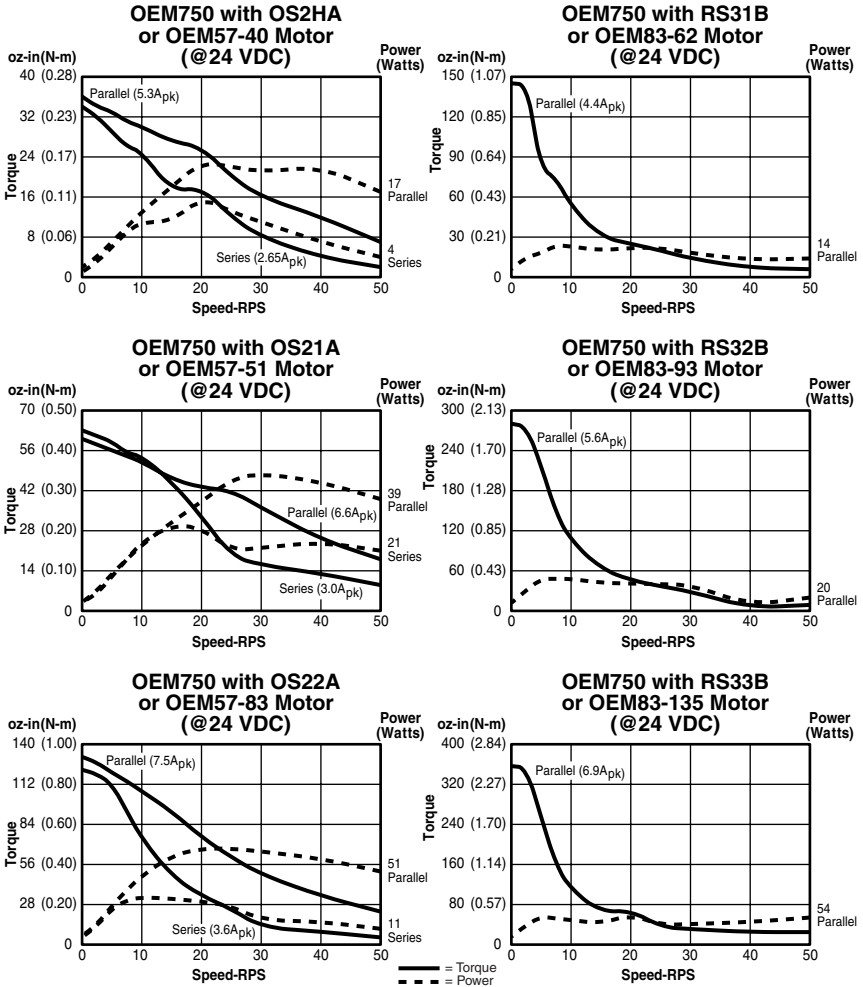 OEM750 with OS2HA
or OEM57-40 Motor
(@24 VDC)
oz-in(N-m)
Power
(Watts)
40 (0.28)
32 (0.23)
24 (0.17)
16 (0.11)
8 (0.06)
0
Torque
Parallel (5.3Apk)
Series (2.65Apk)
17
Parallel
4
Series
0 10 20 30 40 50
Speed-RPS
OEM750 with RS31B
or OEM83-62 Motor
(@24 VDC)
oz-in(N-m)
Power
(Watts)
150 (1.07)
120 (0.85)
90 (0.64)
60 (0.43)
30 (0.21)
0
Torque
Parallel (4.4Apk)
14
Parallel
0 10 20 30 40 50
Speed-RPS
OEM750 with OS21A
or OEM57-51 Motor
(@24 VDC)
oz-in(N-m)
Power
(Watts)
70 (0.50)
56 (0.40)
42 (0.30)
28 (0.20)
14 (0.10)
0
Torque
Parallel (6.6Apk)
Series (3.0Apk)
39
Parallel
21
Series
0 10 20 30 40 50
Speed-RPS
OEM750 with RS32B
or OEM83-93 Motor
(@24 VDC)
oz-in(N-m)
Power
(Watts)
300 (2.13)
240 (1.70)
180 (1.28)
120 (0.85)
60 (0.43)
0
Torque
Parallel (5.6Apk)
20
Parallel
0 10 20 30 40 50
Speed-RPS
OEM750 with OS22A
or OEM57-83 Motor
(@24 VDC)
oz-in(N-m)
Power
(Watts)
140 (1.00)
112 (0.80)
84 (0.60)
56 (0.40)
28 (0.20)
0
Torque
Parallel (7.5Apk)
Series (3.6Apk)
51
Parallel
11
Series
0 10 20 30 40 50
Speed-RPS
OEM750 with RS33B
or OEM83-135 Motor
(@24 VDC)
oz-in(N-m)
Power
(Watts)
400 (2.84)
320 (2.27)
240 (1.70)
160 (1.14)
80 (0.57)
0
Torque
Parallel (6.9Apk)
54
Parallel
0 10 20 30 40 50
Speed-RPS
= Torque
= Power